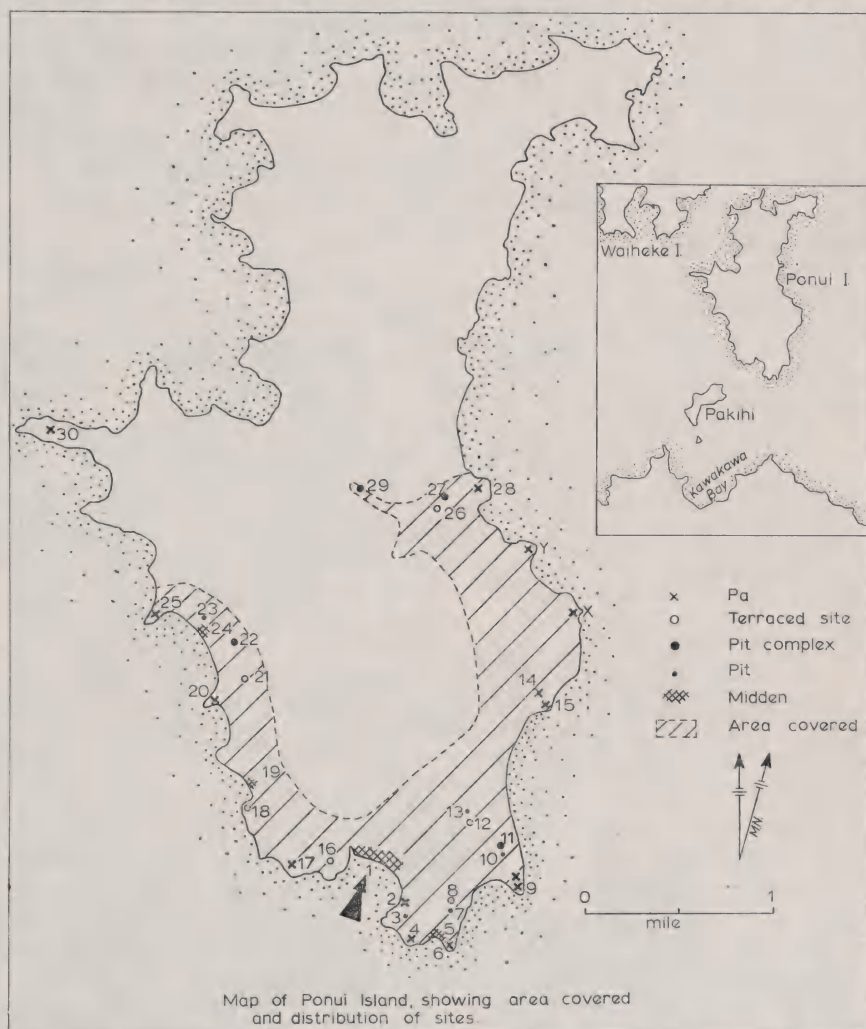 Waiheke I.
Ponui I.
Pakihi
Kawakawa
Bay
30
29
27
28
26
Y
X
25
23
24
22
21
20
14
15
19
18
13
12
16
17
11
10
1
9
2
8
3
7
4
5
6
Pa
Terraced site
Pit complex
Pit
Midden
Area covered
MN.
0
1
mile
Map of Ponui Island, showing area covered
and distribution of sites.